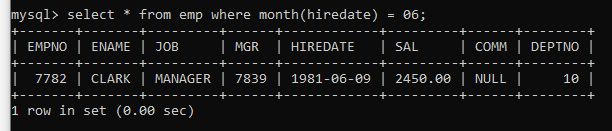 mysql> select * from emp where month(hiredate) = 06;
+-------+-------+---------+------+------------+---------+------+--------+
| EMPNO | ENAME | JOB     | MGR  | HIREDATE   | SAL     | COMM | DEPTNO |
+-------+-------+---------+------+------------+---------+------+--------+
|  7782 | CLARK | MANAGER | 7839 | 1981-06-09 | 2450.00 | NULL |     10 |
+-------+-------+---------+------+------------+---------+------+--------+
1 row in set (0.00 sec)